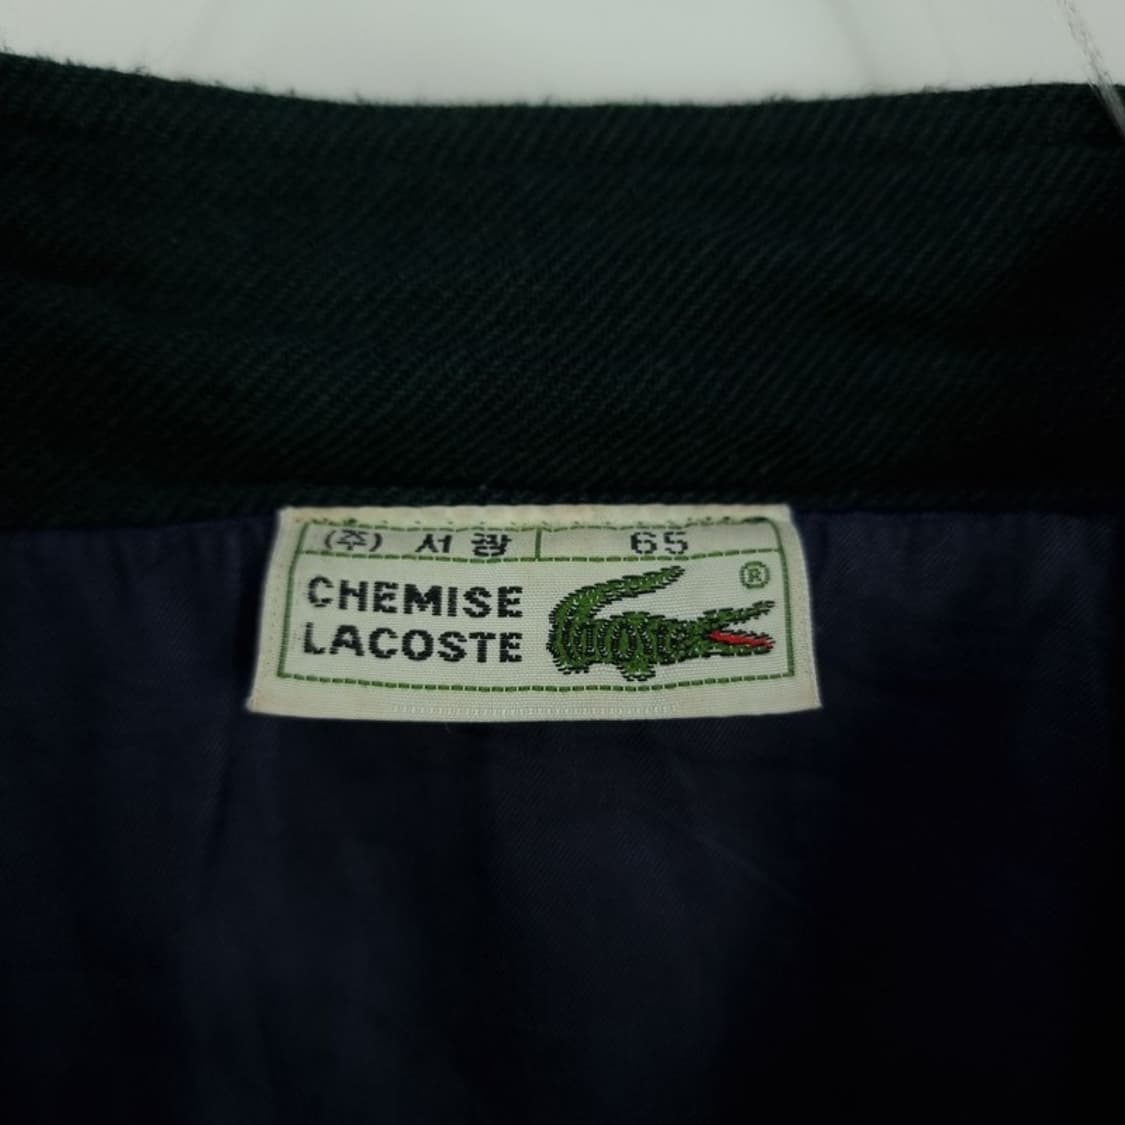 (주) 서광 65
CHEMISE
LACOSTE
®